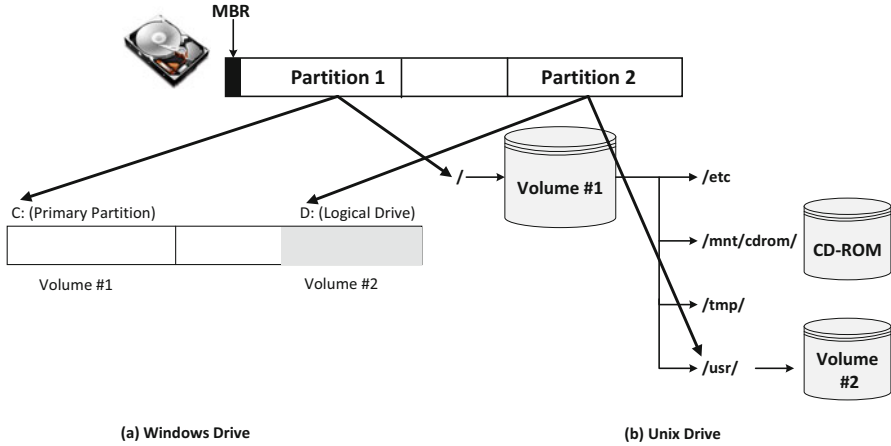 MBR
Partition 1
Partition 2
/
Volume #1
/etc
C: (Primary Partition)
D: (Logical Drive)
/mnt/cdrom/
CD-ROM
Volume #1
Volume #2
/tmp/
/usr/
Volume
#2
(a) Windows Drive
(b) Unix Drive